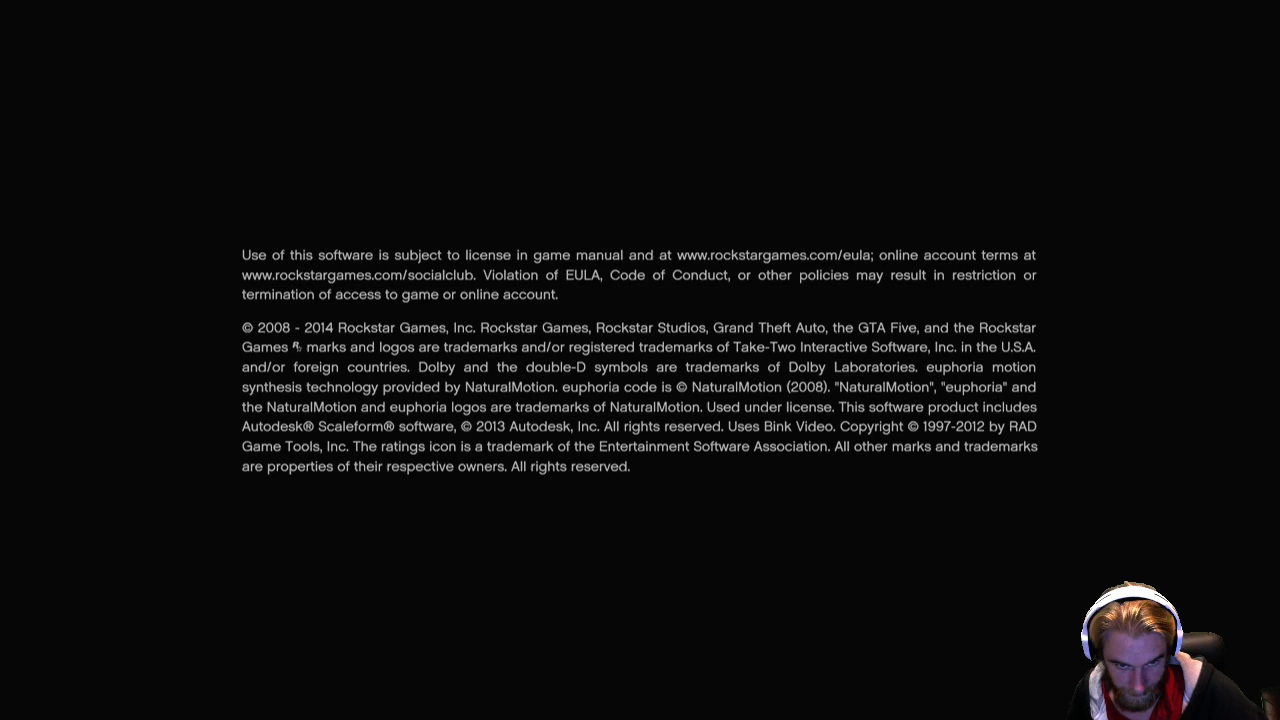 Use of this software is subject to license in game manual and at www.rockstargames.com/eula; online account terms at
www.rockstargames.com/socialclub. Violation of EULA, Code of Conduct, or other policies may result in restriction or
termination of access to game or online account.
© 2008 - 2014 Rockstar Games, Inc. Rockstar Games, Rockstar Studios, Grand Theft Auto, the GTA Five, and the Rockstar
Games R* marks and logos are trademarks and/or registered trademarks of Take-Two Interactive Software, Inc. in the U.S.A.
and/or foreign countries. Dolby and the double-D symbols are trademarks of Dolby Laboratories. euphoria motion
synthesis technology provided by NaturalMotion. euphoria code is © NaturalMotion (2008). "NaturalMotion", "euphoria" and
the NaturalMotion and euphoria logos are trademarks of NaturalMotion. Used under license. This software product includes
Autodesk® Scaleform® software, © 2013 Autodesk, Inc. All rights reserved. Uses Bink Video. Copyright © 1997-2012 by RAD
Game Tools, Inc. The ratings icon is a trademark of the Entertainment Software Association. All other marks and trademarks
are properties of their respective owners. All rights reserved.